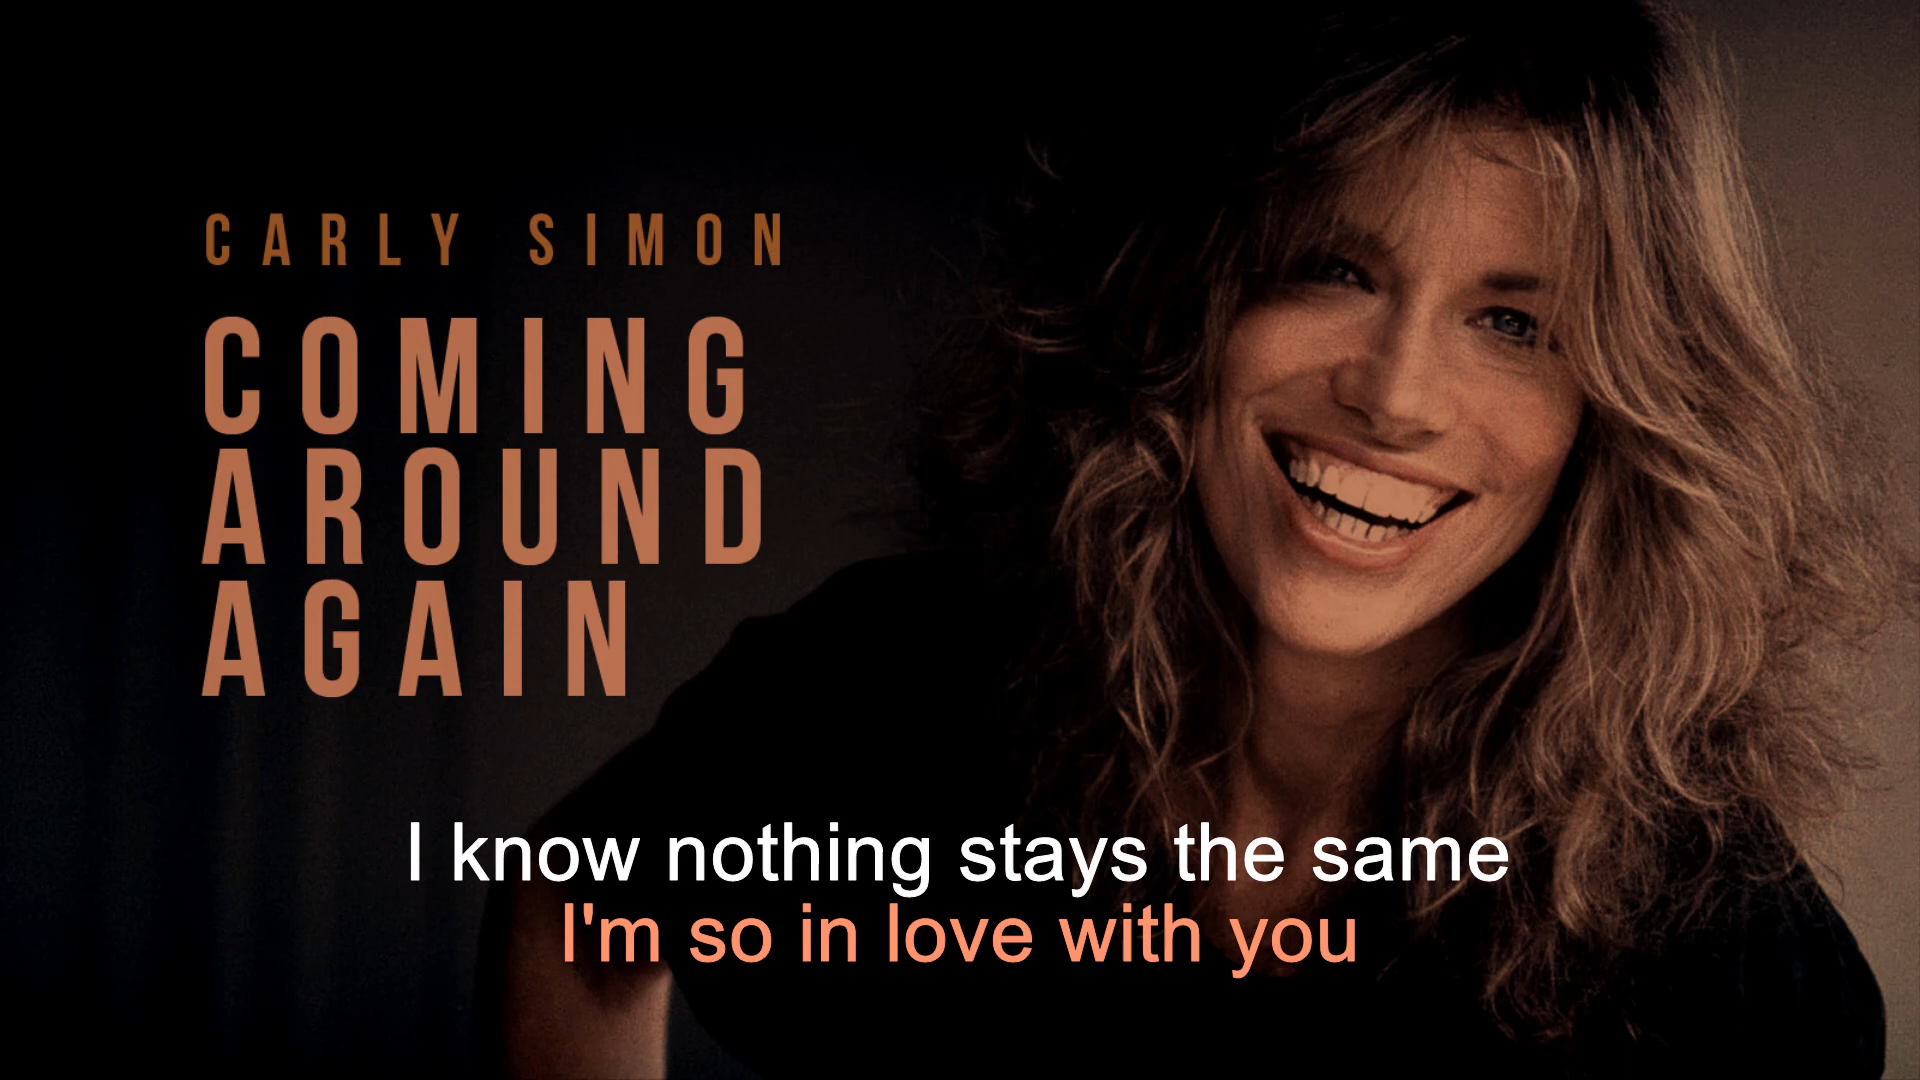 CARLY SIMON
COMING
AROUND
AGAIN
I know nothing stays the same
I'm so in love with you